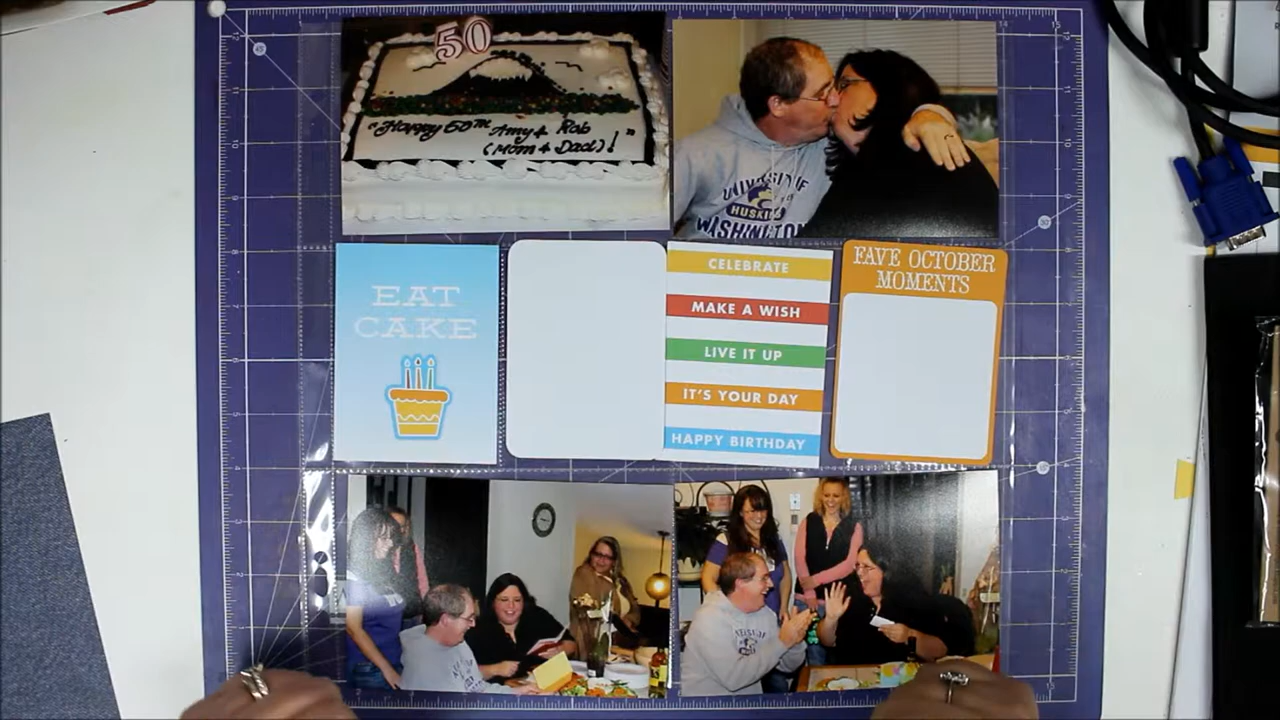 50
"Happy 50TH Amy & Rob
(Mom & Dad)!"
UNIVERSITY OF
HUSKIES
WASHINGTON
EAT
CAKE
CELEBRATE
MAKE A WISH
LIVE IT UP
IT'S YOUR DAY
HAPPY BIRTHDAY
FAVE OCTOBER
MOMENTS